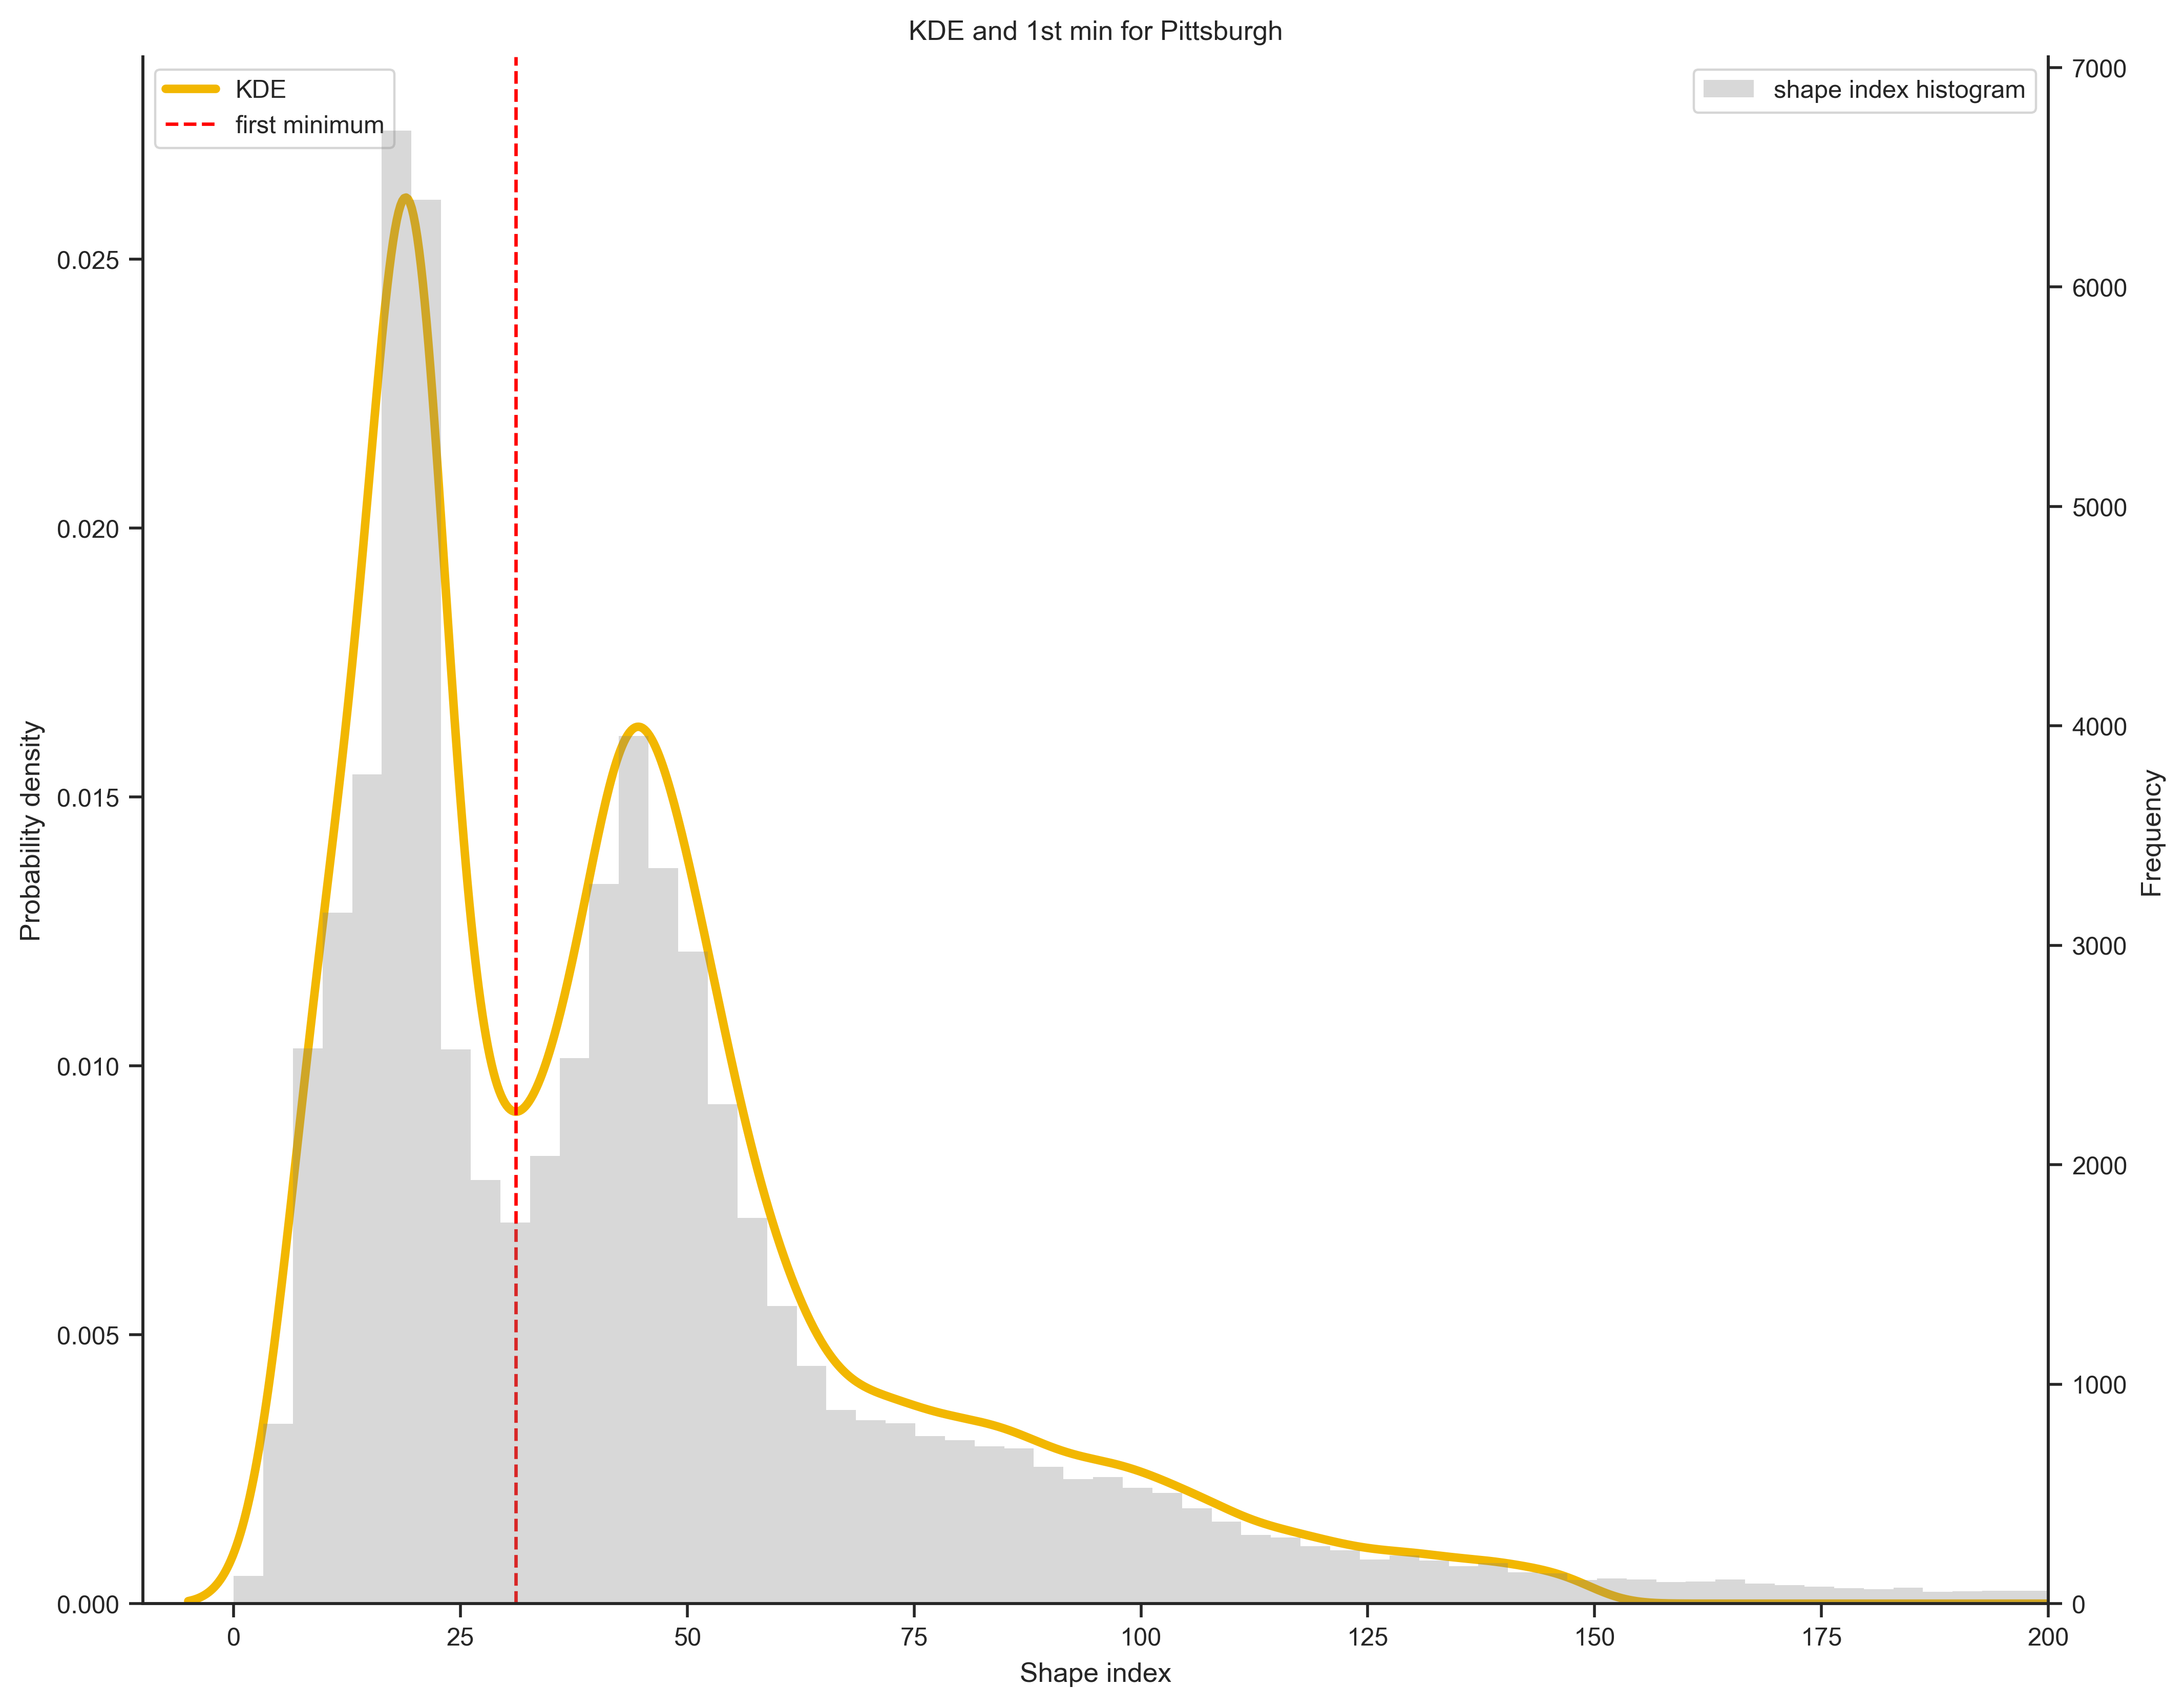 KDE and 1st min for Pittsburgh
KDE
first minimum
shape index histogram
7000
6000
5000
4000
3000
2000
1000
0
Frequency
0.025
0.020
0.015
0.010
0.005
0.000
Probability density
0 25 50 75 100 125 150 175 200
Shape index